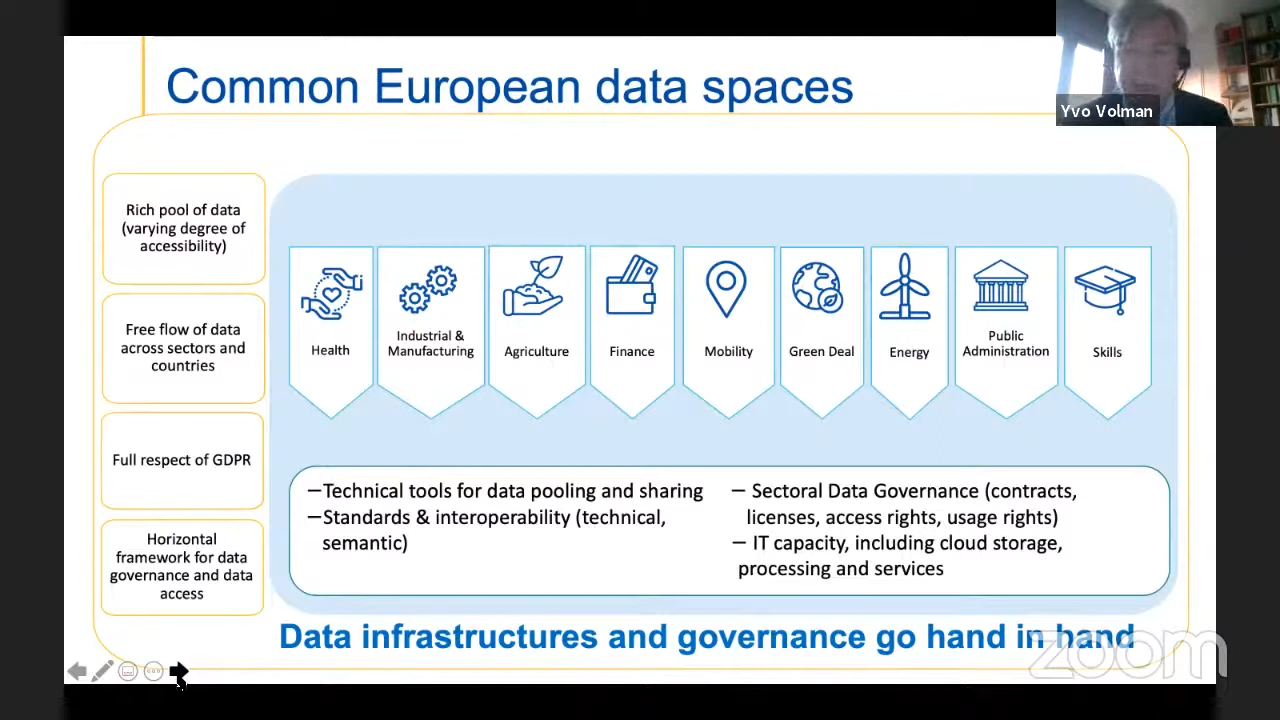 Common European data spaces
Yvo Volman
Rich pool of data
(varying degree of
accessibility)
Free flow of data
across sectors and
countries
Full respect of GDPR
Horizontal
framework for data
governance and data
access
Health
Industrial &
Manufacturing
Agriculture
Finance
Mobility
Green Deal
Energy
Public
Administration
Skills
—Technical tools for data pooling and sharing
—Standards & interoperability (technical,
semantic)
— Sectoral Data Governance (contracts,
licenses, access rights, usage rights)
— IT capacity, including cloud storage,
processing and services
Data infrastructures and governance go hand in hand
zoom